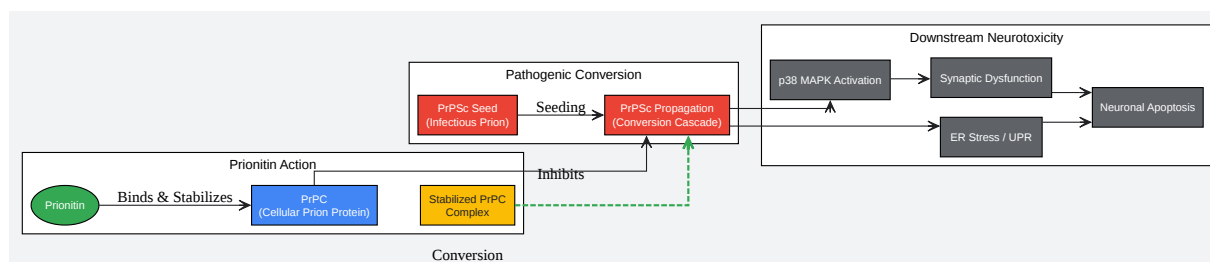 Downstream Neurotoxicity
p38 MAPK Activation
Synaptic Dysfunction
Neuronal Apoptosis
ER Stress / UPR
Pathogenic Conversion
PrPSc Seed
(Infectious Prion)
Seeding
PrPSc Propagation
(Conversion Cascade)
Prionitin Action
Inhibits
Prionitin
Binds & Stabilizes
PrPC
(Cellular Prion Protein)
Stabilized PrPC
Complex
Conversion